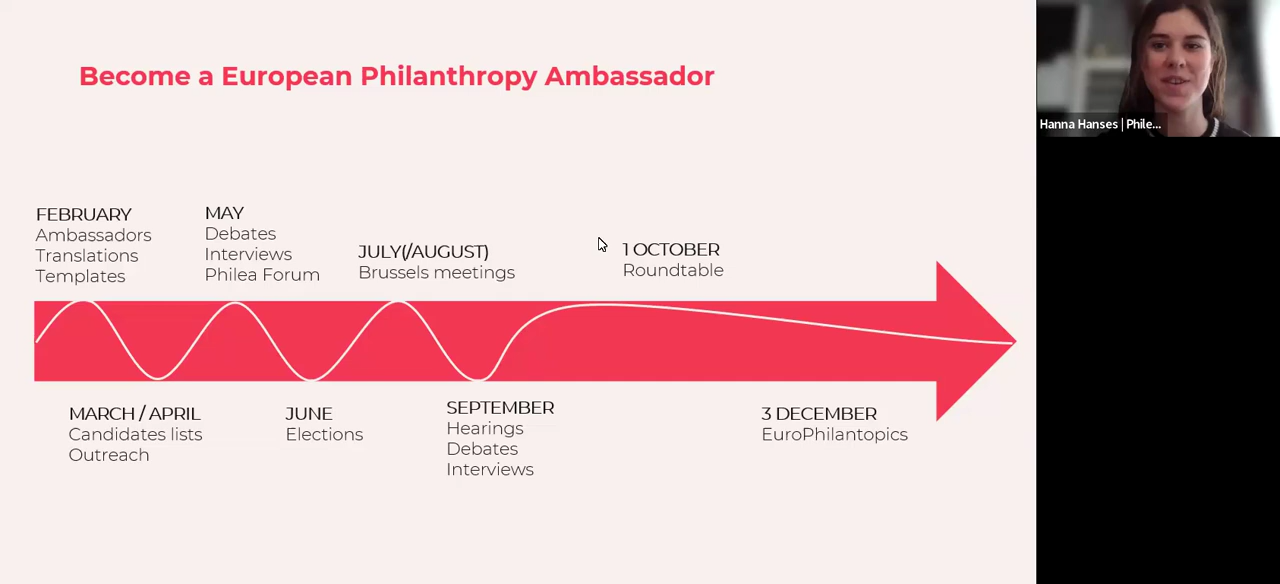 Become a European Philanthropy Ambassador
Hanna Hanses | Phile...
FEBRUARY
Ambassadors
Translations
Templates
MAY
Debates
Interviews
Philea Forum
JULY(/AUGUST)
Brussels meetings
1 OCTOBER
Roundtable
MARCH / APRIL
Candidates lists
Outreach
JUNE
Elections
SEPTEMBER
Hearings
Debates
Interviews
3 DECEMBER
EuroPhilantopics